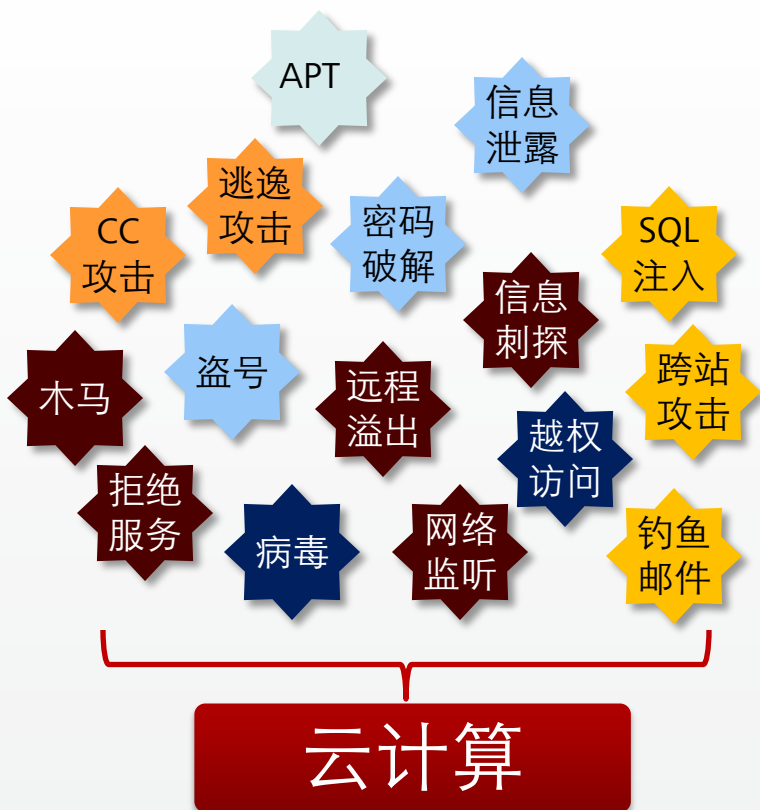 APT
信息
泄露
逃逸
攻击
密码
破解
CC
攻击
SQL
注入
信息
刺探
木马
盗号
远程
溢出
跨站
攻击
越权
访问
拒绝
服务
病毒
网络
监听
钓鱼
邮件
云计算